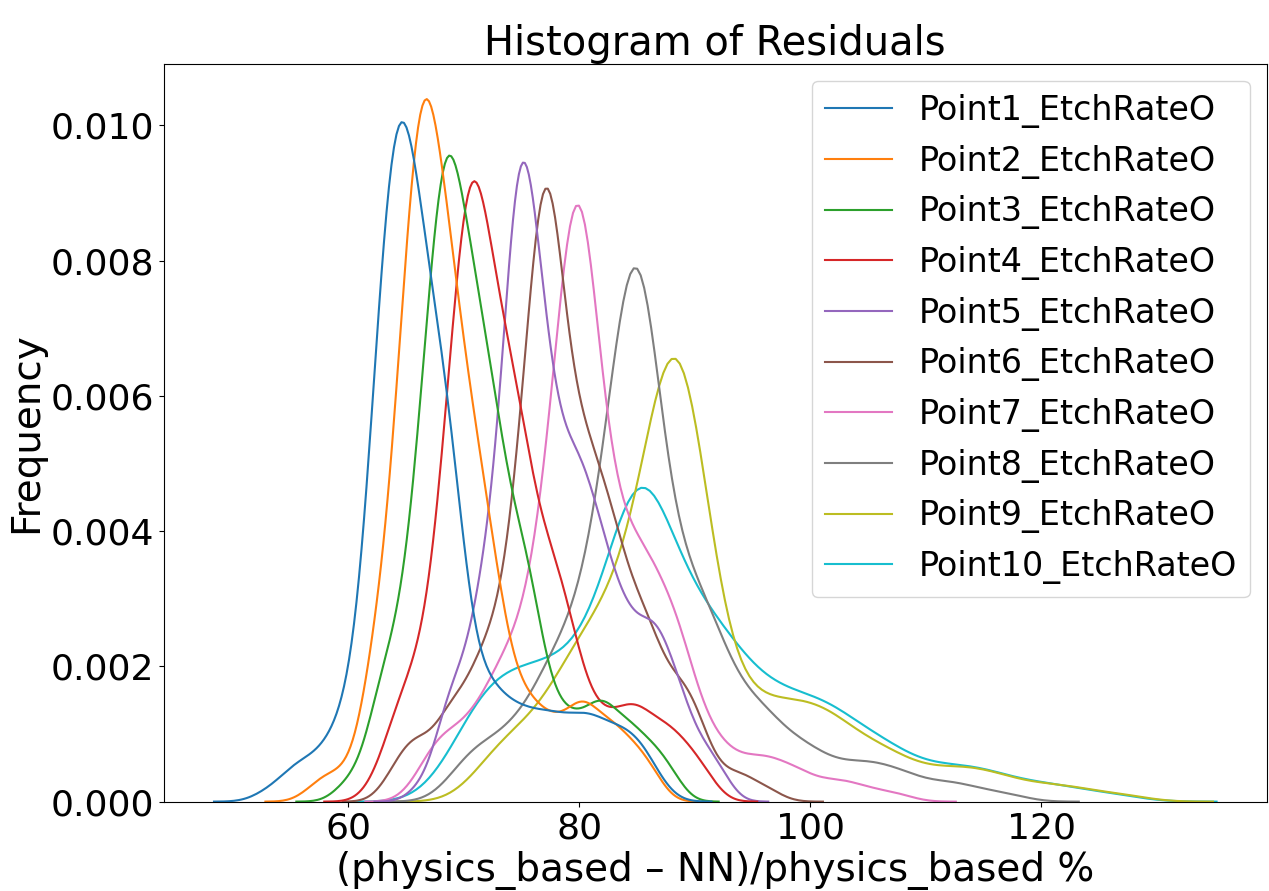 Histogram of Residuals
0.010
0.008
0.006
0.004
0.002
0.000
Frequency
Point1_EtchRateO
Point2_EtchRateO
Point3_EtchRateO
Point4_EtchRateO
Point5_EtchRateO
Point6_EtchRateO
Point7_EtchRateO
Point8_EtchRateO
Point9_EtchRateO
Point10_EtchRateO
60 80 100 120
(physics_based – NN)/physics_based %